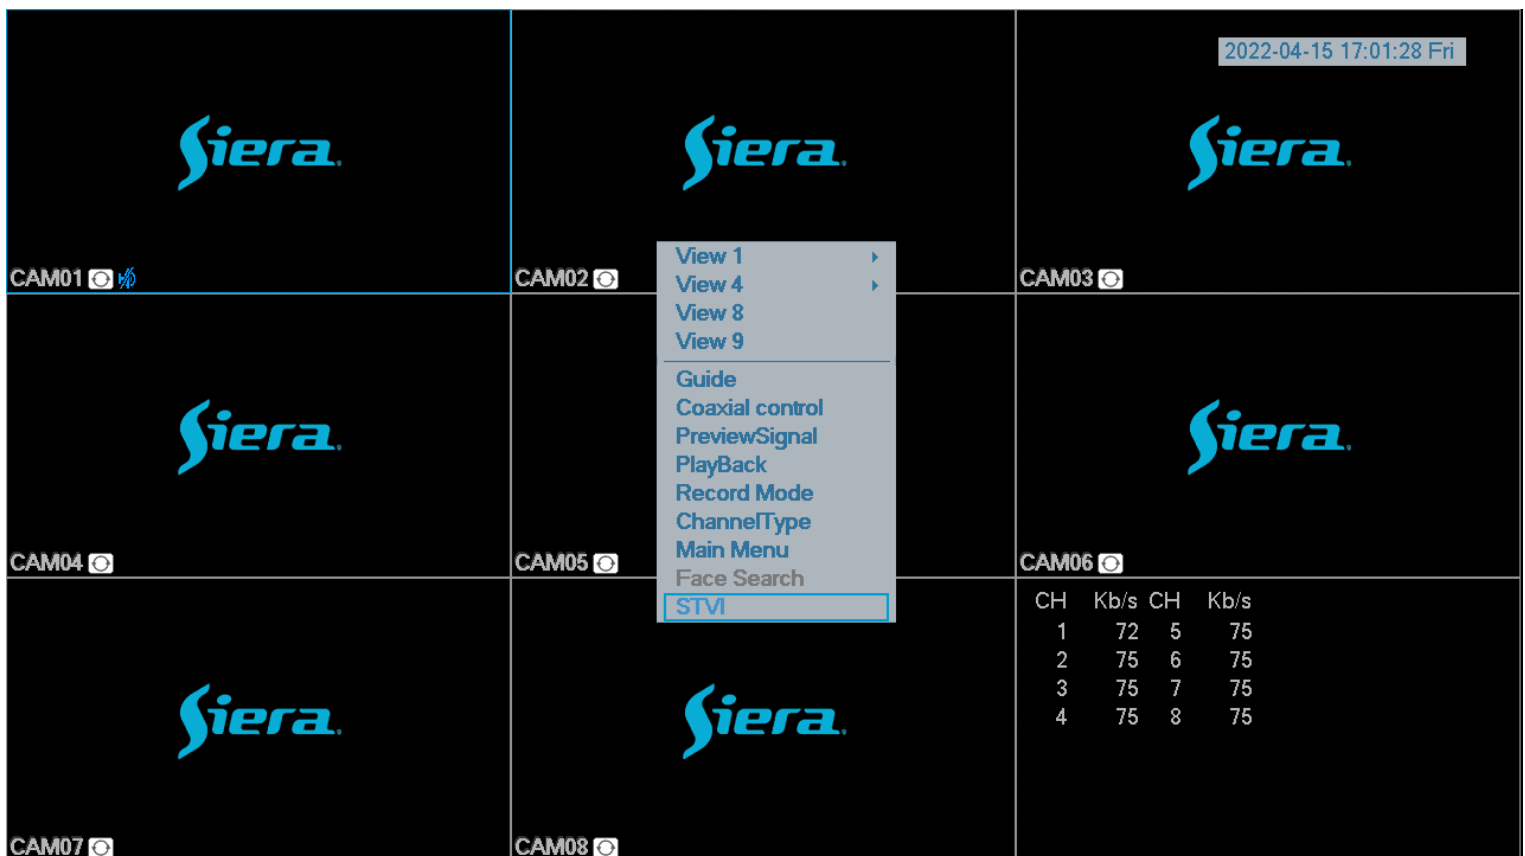 2022-04-15 17:01:28 Fri
Siera.
Siera.
Siera.
CAM01
CAM02
CAM03
View 1
View 4
View 8
View 9
Guide
Coaxial control
PreviewSignal
PlayBack
Record Mode
ChannelType
Main Menu
Face Search
STVI
Siera.
Siera.
CAM04
CAM05
CAM06
CH Kb/s CH Kb/s
1 72 5 75
2 75 6 75
3 75 7 75
4 75 8 75
Siera.
Siera.
CAM07
CAM08